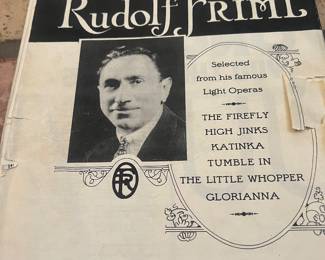 Rudolf FRIML
Selected
from his famous
Light Operas
THE FIREFLY
HIGH JINKS
KATINKA
TUMBLE IN
THE LITTLE WHOPPER
GLORIANNA